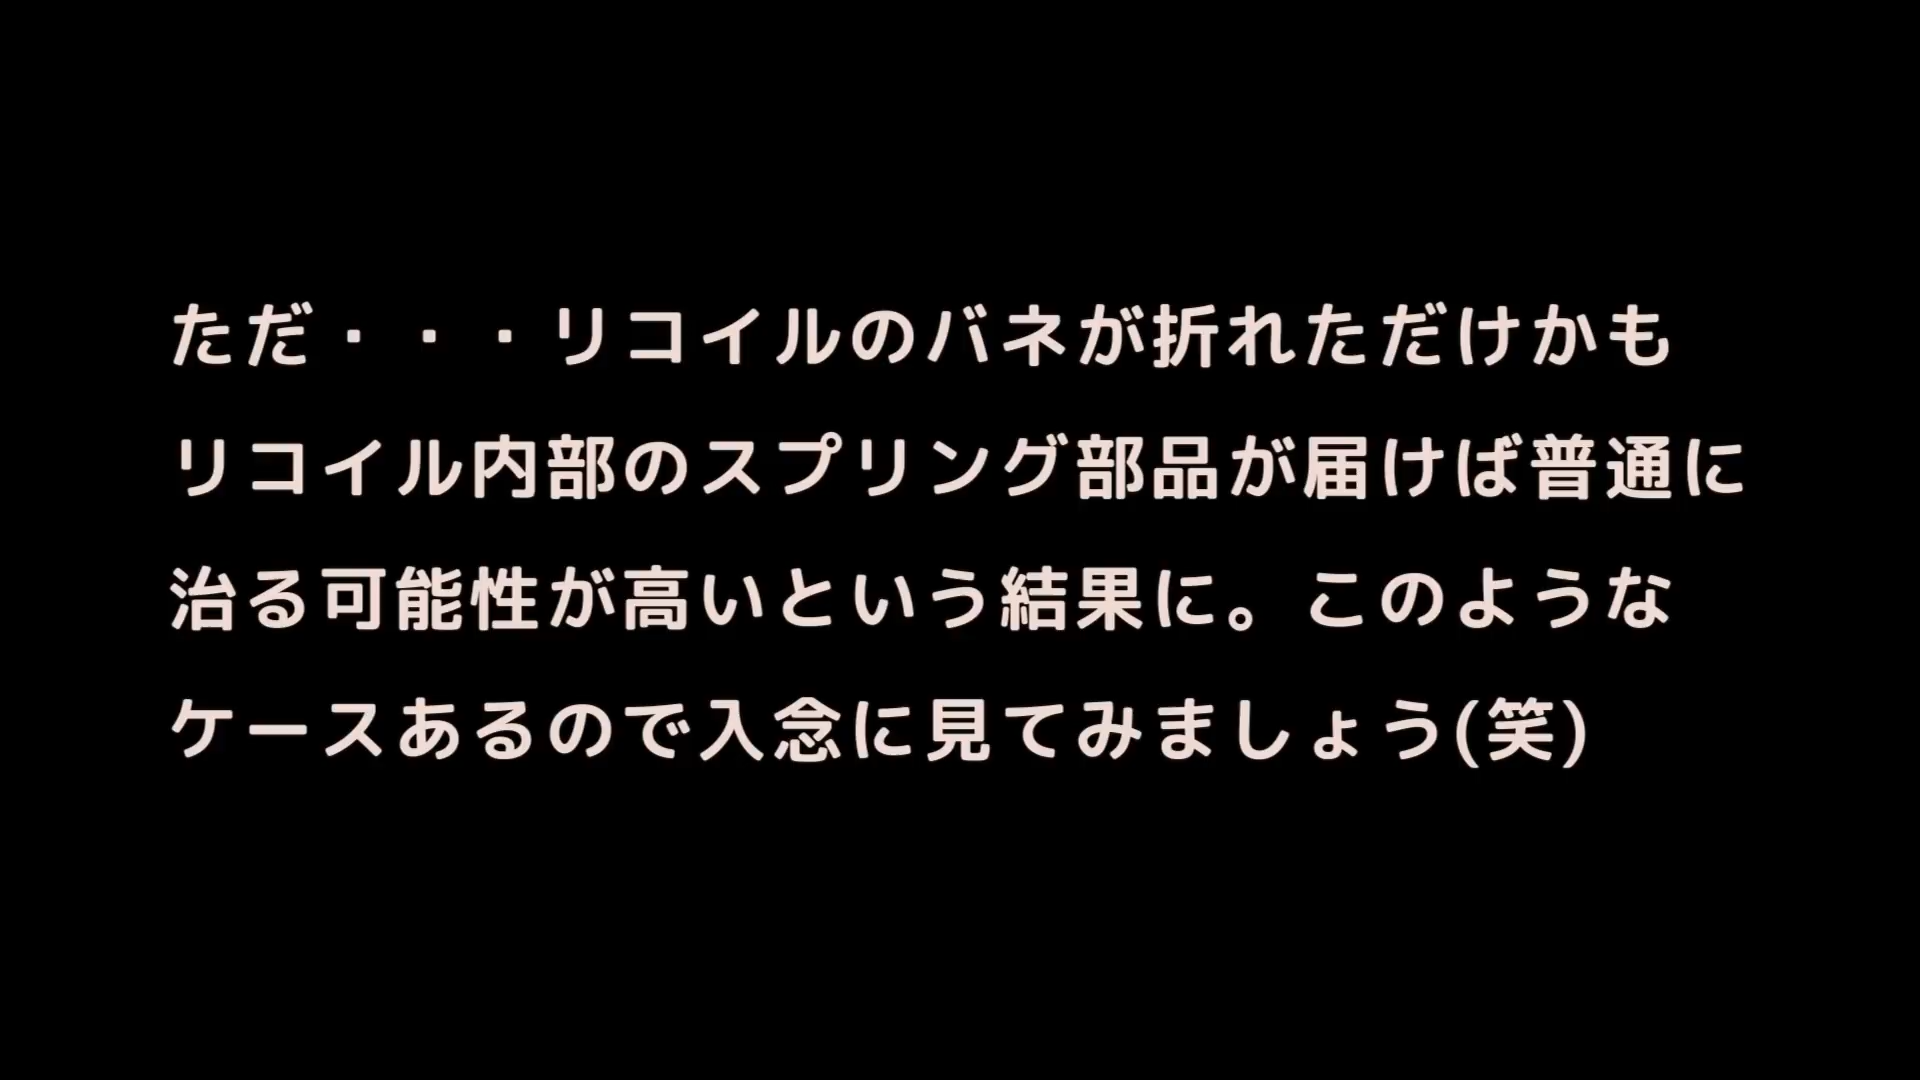 ただ・・・リコイルのバネが折れただけかも
リコイル内部のスプリング部品が届けば普通に
治る可能性が高いという結果に。このような
ケースあるので入念に見てみましょう(笑)